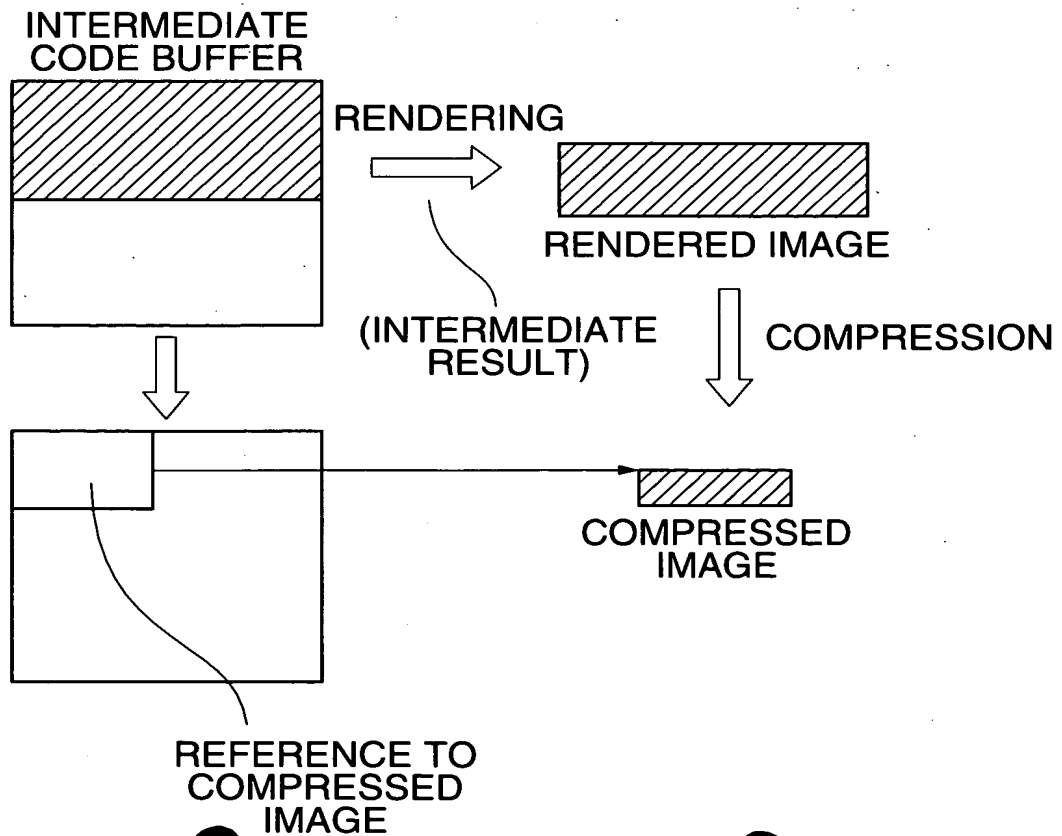 INTERMEDIATE
CODE BUFFER
RENDERING
RENDERED IMAGE
(INTERMEDIATE
RESULT)
COMPRESSION
COMPRESSED
IMAGE
REFERENCE TO
COMPRESSED
IMAGE